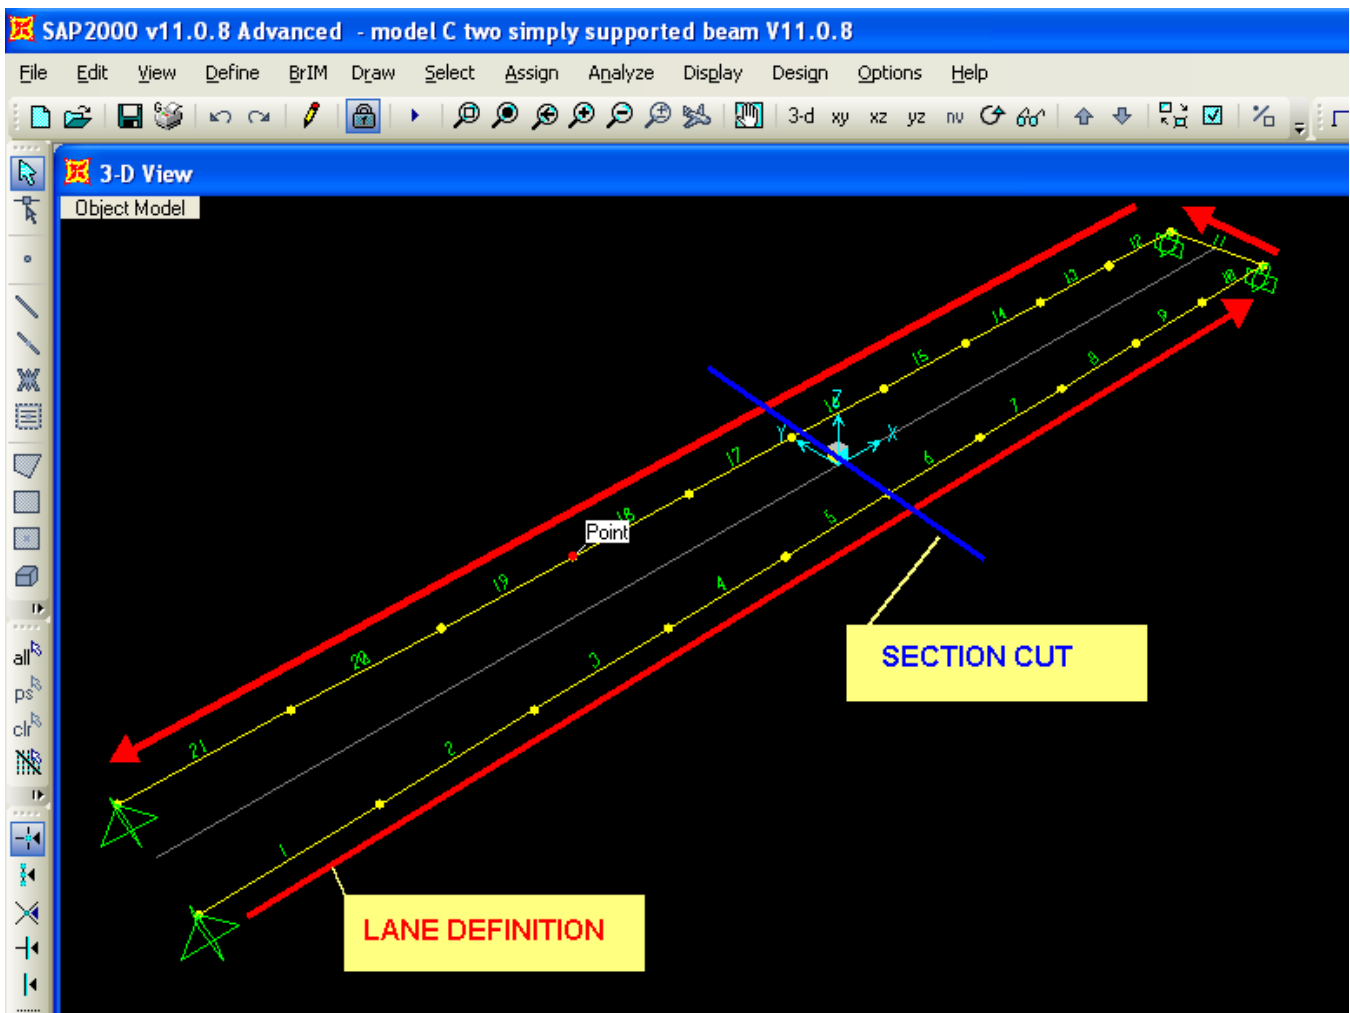 SAP2000 v11.0.8 Advanced - model C two simply supported beam V11.0.8
File Edit View Define BrIM Draw Select Assign Analyze Display Design Options Help
3-d xy xz yz nv
3-D View
Object Model
all
ps
clr
12
11
13
10
14
9
15
8
16
Z
7
Y
X
17
6
18
Point
5
19
4
20
3
SECTION CUT
21
2
1
LANE DEFINITION